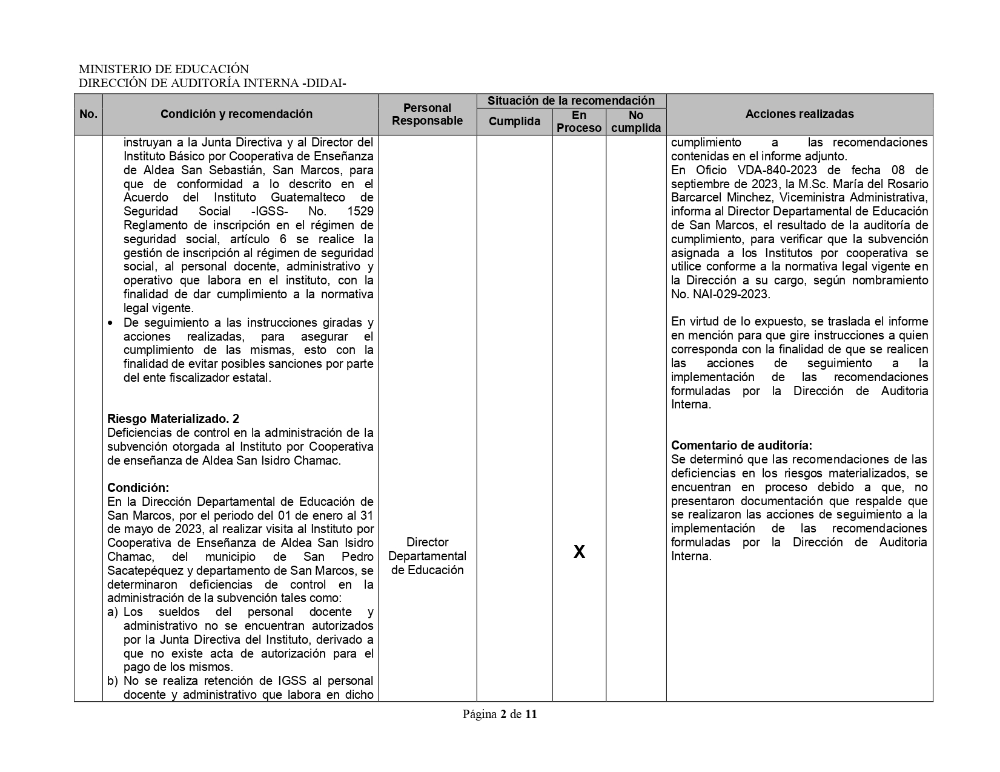 MINISTERIO DE EDUCACIÓN
DIRECCIÓN DE AUDITORÍA INTERNA -DIDAI-
No.
Condición y recomendación
Personal
Responsable
Situación de la recomendación
Cumplida
En
Proceso
No
cumplida
Acciones realizadas
instruyan a la Junta Directiva y al Director del
Instituto Básico por Cooperativa de Enseñanza
de Aldea San Sebastián, San Marcos, para
que de conformidad a lo descrito en el
Acuerdo del Instituto Guatemalteco de
Seguridad Social -IGSS- No. 1529
Reglamento de inscripción en el régimen de
seguridad social, artículo 6 se realice la
gestión de inscripción al régimen de seguridad
social, al personal docente, administrativo y
operativo que labora en el instituto, con la
finalidad de dar cumplimiento a la normativa
legal vigente.
• De seguimiento a las instrucciones giradas y
acciones realizadas, para asegurar el
cumplimiento de las mismas, esto con la
finalidad de evitar posibles sanciones por parte
del ente fiscalizador estatal.
Riesgo Materializado. 2
Deficiencias de control en la administración de la
subvención otorgada al Instituto por Cooperativa
de enseñanza de Aldea San Isidro Chamac.
Condición:
En la Dirección Departamental de Educación de
San Marcos, por el periodo del 01 de enero al 31
de mayo de 2023, al realizar visita al Instituto por
Cooperativa de Enseñanza de Aldea San Isidro
Chamac, del municipio de San Pedro
Sacatepéquez y departamento de San Marcos, se
determinaron deficiencias de control en la
administración de la subvención tales como:
a) Los sueldos del personal docente y
administrativo no se encuentran autorizados
por la Junta Directiva del Instituto, derivado a
que no existe acta de autorización para el
pago de los mismos.
b) No se realiza retención de IGSS al personal
docente y administrativo que labora en dicho
Director
Departamental
de Educación
X
cumplimiento a las recomendaciones
contenidas en el informe adjunto.
En Oficio VDA-840-2023 de fecha 08 de
septiembre de 2023, la M.Sc. María del Rosario
Barcarcel Minchez, Viceministra Administrativa,
informa al Director Departamental de Educación
de San Marcos, el resultado de la auditoría de
cumplimiento, para verificar que la subvención
asignada a los Institutos por cooperativa se
utilice conforme a la normativa legal vigente en
la Dirección a su cargo, según nombramiento
No. NAI-029-2023.
En virtud de lo expuesto, se traslada el informe
en mención para que gire instrucciones a quien
corresponda con la finalidad de que se realicen
las acciones de seguimiento a la
implementación de las recomendaciones
formuladas por la Dirección de Auditoria
Interna.
Comentario de auditoría:
Se determinó que las recomendaciones de las
deficiencias en los riesgos materializados, se
encuentran en proceso debido a que, no
presentaron documentación que respalde que
se realizaron las acciones de seguimiento a la
implementación de las recomendaciones
formuladas por la Dirección de Auditoria
Interna.
Página 2 de 11